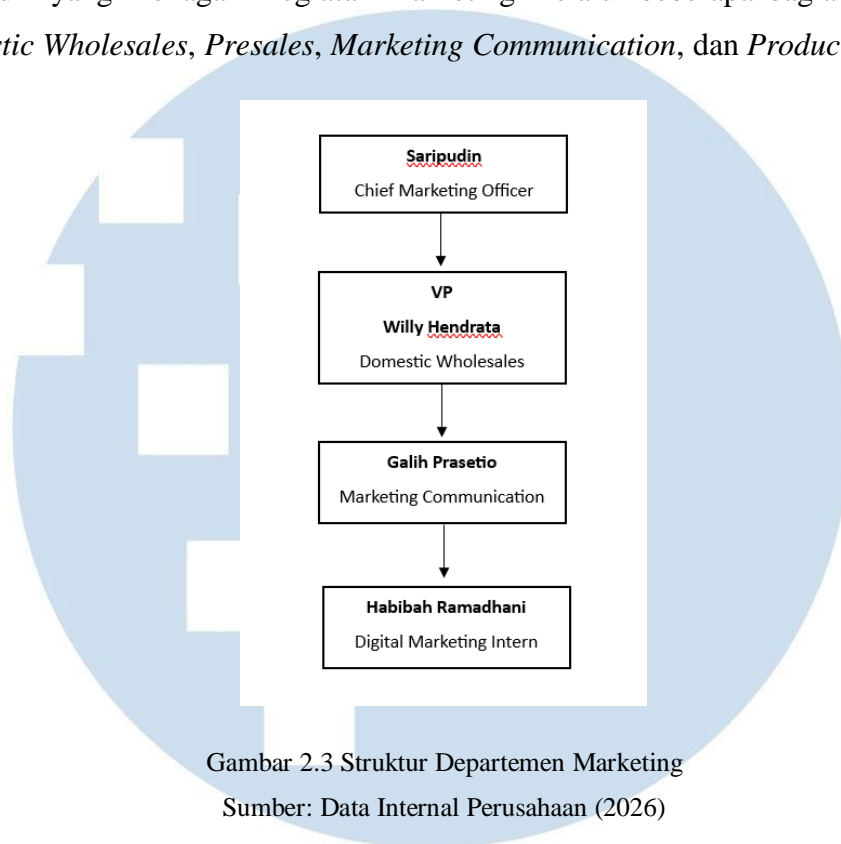 tic Wholesales, Presales, Marketing Communication, dan Produc
Saripudin
Chief Marketing Officer
VP
Willy Hendrata
Domestic Wholesales
Galih Prasetio
Marketing Communication
Habibah Ramadhani
Digital Marketing Intern
Gambar 2.3 Struktur Departemen Marketing
Sumber: Data Internal Perusahaan (2026)